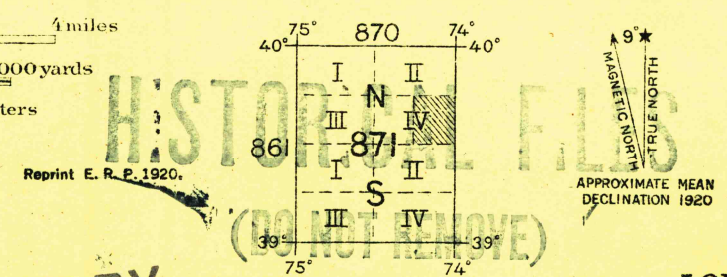 4 miles
75° 870 74°
40° 40°
000 yards
ters
I II
N
III IV
861 871
I II
S
III IV
39° 39°
75° 74°
Reprint E. R. P. 1920.
9°
MAGNETIC NORTH
TRUE NORTH
APPROXIMATE MEAN
DECLINATION 1920
HISTORICAL FILES
(DO NOT REMOVE)